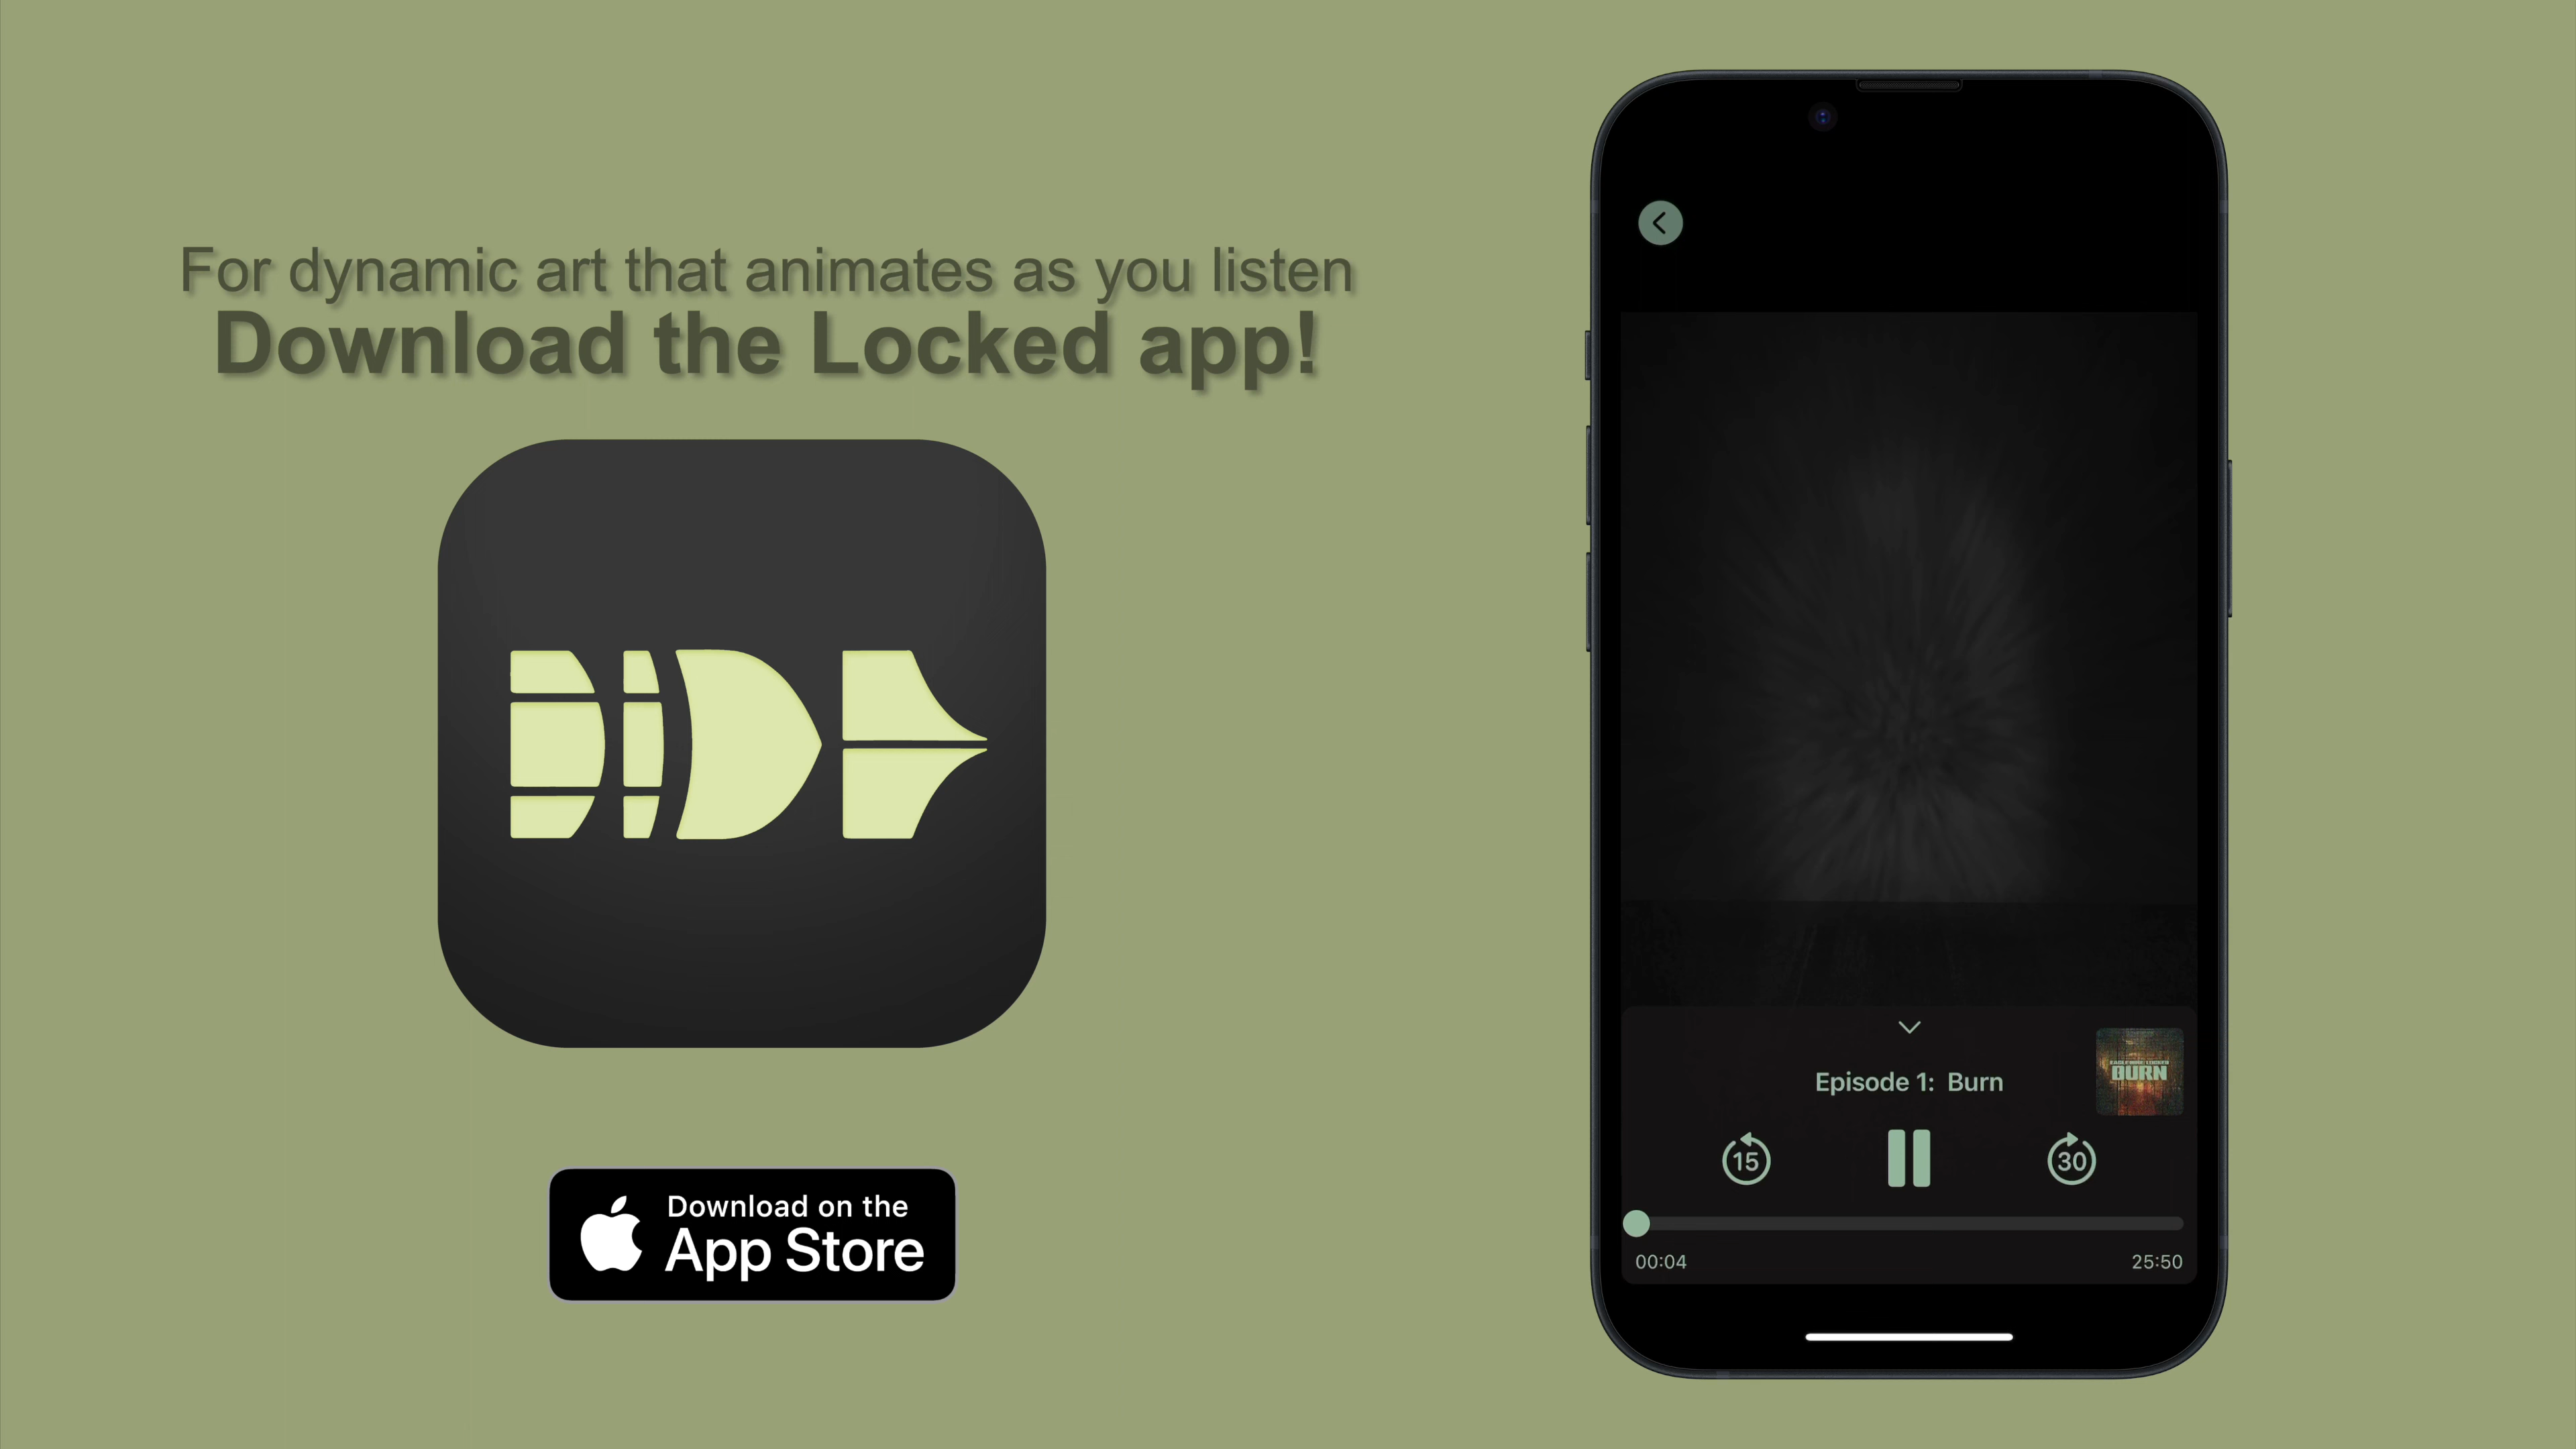 For dynamic art that animates as you listen
Download the Locked app!
Download on the
App Store
Episode 1: Burn
BURN
15
30
00:04
25:50